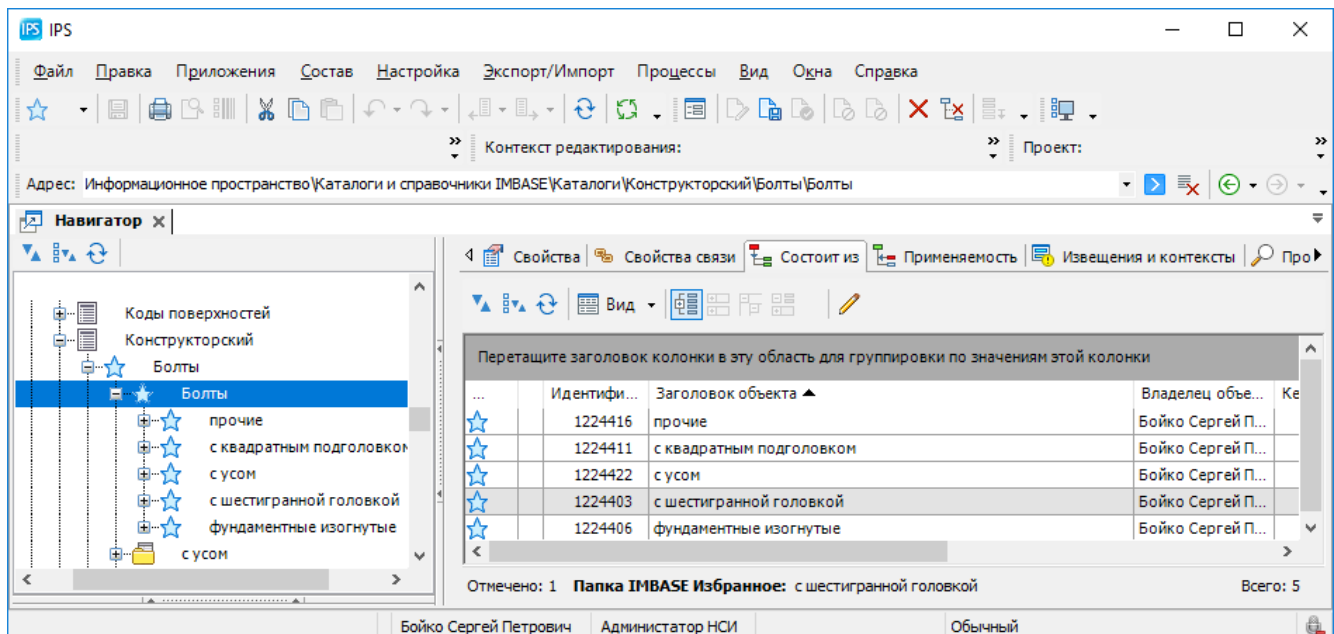 IPS IPS
Файл Правка Приложения Состав Настройка Экспорт/Импорт Процессы Вид Окна Справка
Контекст редактирования: Проект:
Адрес: Информационное пространство\Каталоги и справочники IMBASE\Каталоги\Конструкторский\Болты\Болты
Навигатор
Свойства Свойства связи Состоит из Применяемость Извещения и контексты Про
Вид
Коды поверхностей
Конструкторский
Болты
Болты
прочие
с квадратным подголовком
с усом
с шестигранной головкой
фундаментные изогнутые
с усом
Перетащите заголовок колонки в эту область для группировки по значениям этой колонки
... Идентифи... Заголовок объекта Владелец объе... Ке
1224416 прочие Бойко Сергей П...
1224411 с квадратным подголовком Бойко Сергей П...
1224422 с усом Бойко Сергей П...
1224403 с шестигранной головкой Бойко Сергей П...
1224406 фундаментные изогнутые Бойко Сергей П...
Отмечено: 1 Папка IMBASE Избранное: с шестигранной головкой Всего: 5
Бойко Сергей Петрович Администатор НСИ Обычный